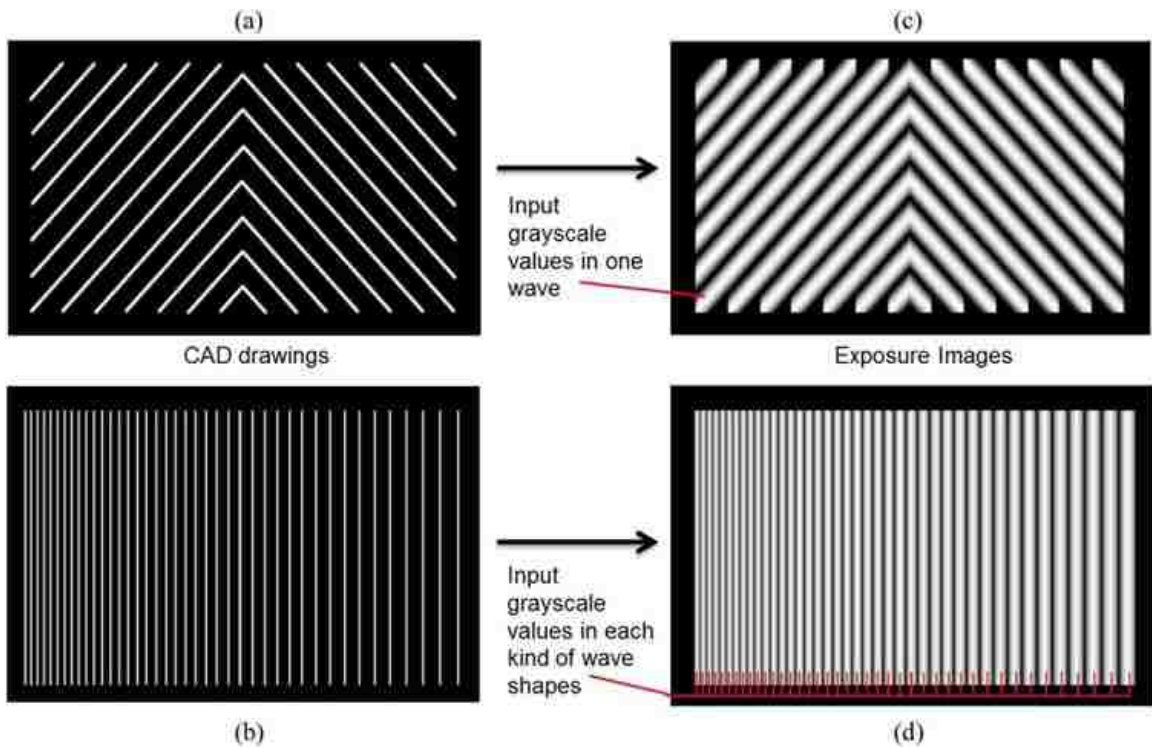 (a)
(c)
Input
grayscale
values in one
wave
CAD drawings
Exposure Images
Input
grayscale
values in each
kind of wave
shapes
(b)
(d)